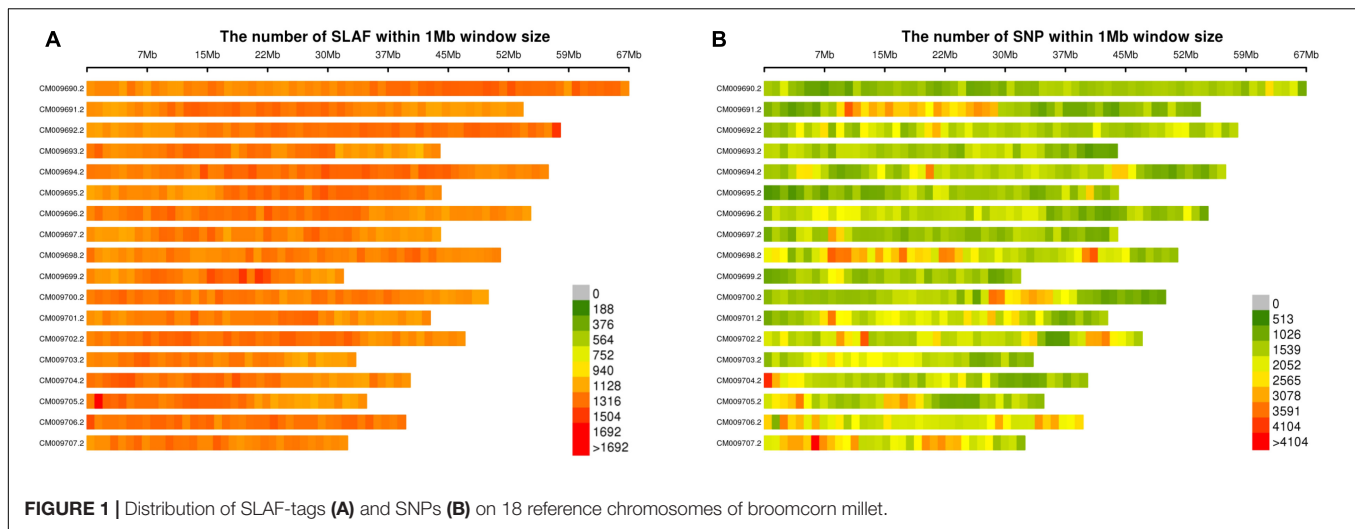 A
The number of SLAF within 1Mb window size
7Mb 15Mb 22Mb 30Mb 37Mb 45Mb 52Mb 59Mb 67Mb
CM009690.2
CM009691.2
CM009692.2
CM009693.2
CM009694.2
CM009695.2
CM009696.2
CM009697.2
CM009698.2
CM009699.2
CM009700.2
CM009701.2
CM009702.2
CM009703.2
CM009704.2
CM009705.2
CM009706.2
CM009707.2
0
188
376
564
752
940
1128
1316
1504
1692
>1692
B
The number of SNP within 1Mb window size
7Mb 15Mb 22Mb 30Mb 37Mb 45Mb 52Mb 59Mb 67Mb
CM009690.2
CM009691.2
CM009692.2
CM009693.2
CM009694.2
CM009695.2
CM009696.2
CM009697.2
CM009698.2
CM009699.2
CM009700.2
CM009701.2
CM009702.2
CM009703.2
CM009704.2
CM009705.2
CM009706.2
CM009707.2
0
513
1026
1539
2052
2565
3078
3591
4104
>4104
FIGURE 1 | Distribution of SLAF-tags (A) and SNPs (B) on 18 reference chromosomes of broomcorn millet.